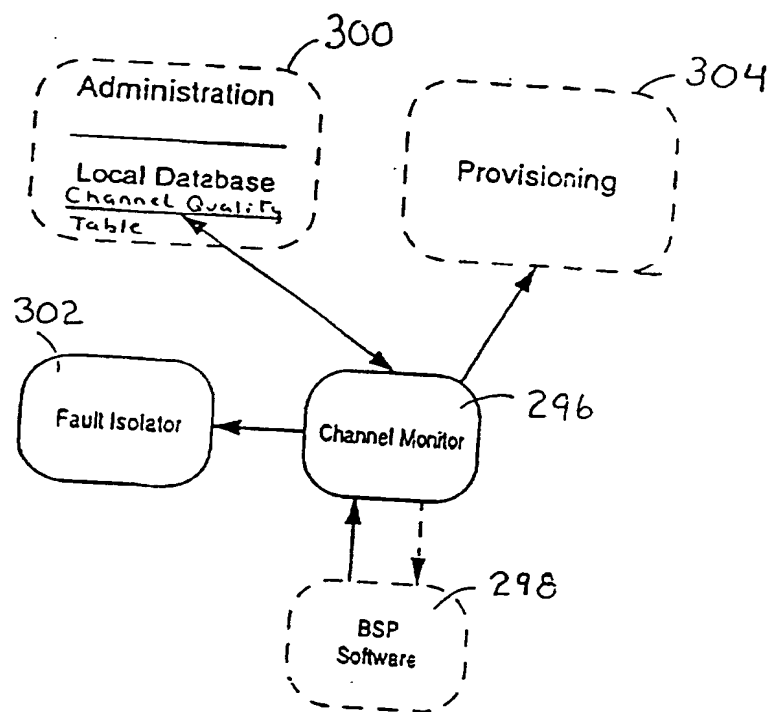 300
304
Administration
Local Database
Channel Quality
Table
Provisioning
302
Fault Isolator
Channel Monitor
296
298
BSP
Software